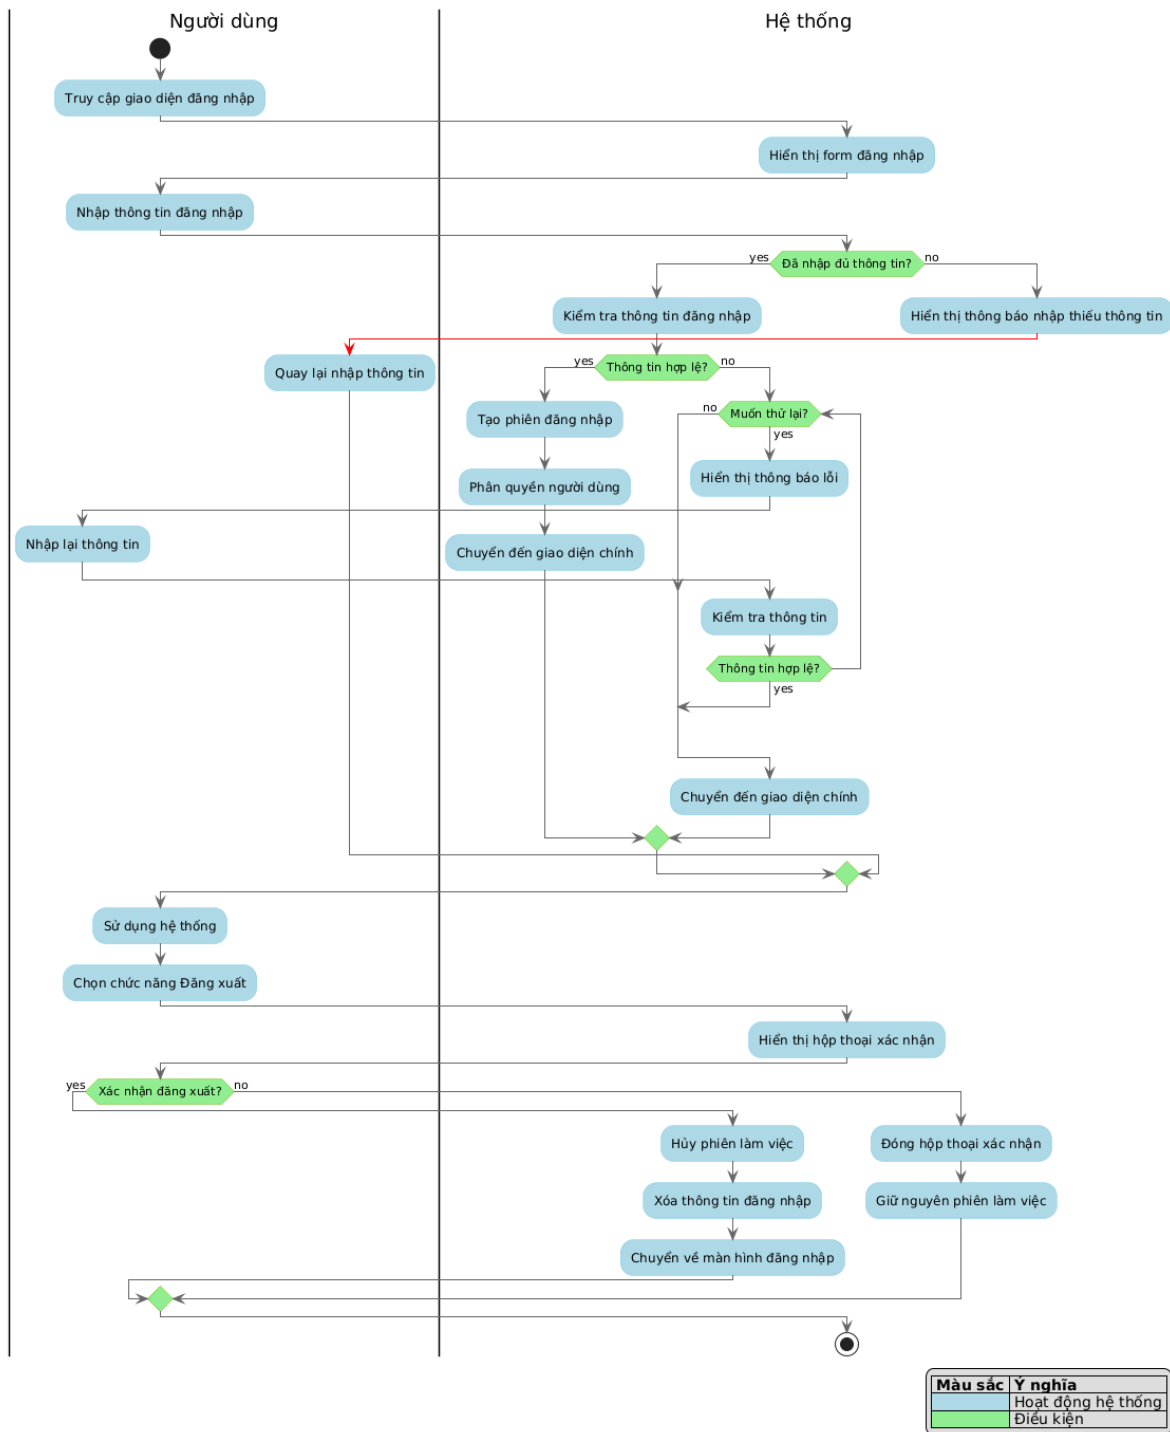 Người dùng
Hệ thống
Truy cập giao diện đăng nhập
Hiển thị form đăng nhập
Nhập thông tin đăng nhập
yes
Đã nhập đủ thông tin?
no
Kiểm tra thông tin đăng nhập
Hiển thị thông báo nhập thiếu thông tin
Quay lại nhập thông tin
yes
Thông tin hợp lệ?
no
Tạo phiên đăng nhập
no
Muốn thử lại?
yes
Phân quyền người dùng
Hiển thị thông báo lỗi
Nhập lại thông tin
Chuyển đến giao diện chính
Kiểm tra thông tin
Thông tin hợp lệ?
yes
Chuyển đến giao diện chính
Sử dụng hệ thống
Chọn chức năng Đăng xuất
Hiển thị hộp thoại xác nhận
yes
Xác nhận đăng xuất?
no
Hủy phiên làm việc
Đóng hộp thoại xác nhận
Xóa thông tin đăng nhập
Giữ nguyên phiên làm việc
Chuyển về màn hình đăng nhập
Màu sắc Ý nghĩa
Hoạt động hệ thống
Điều kiện